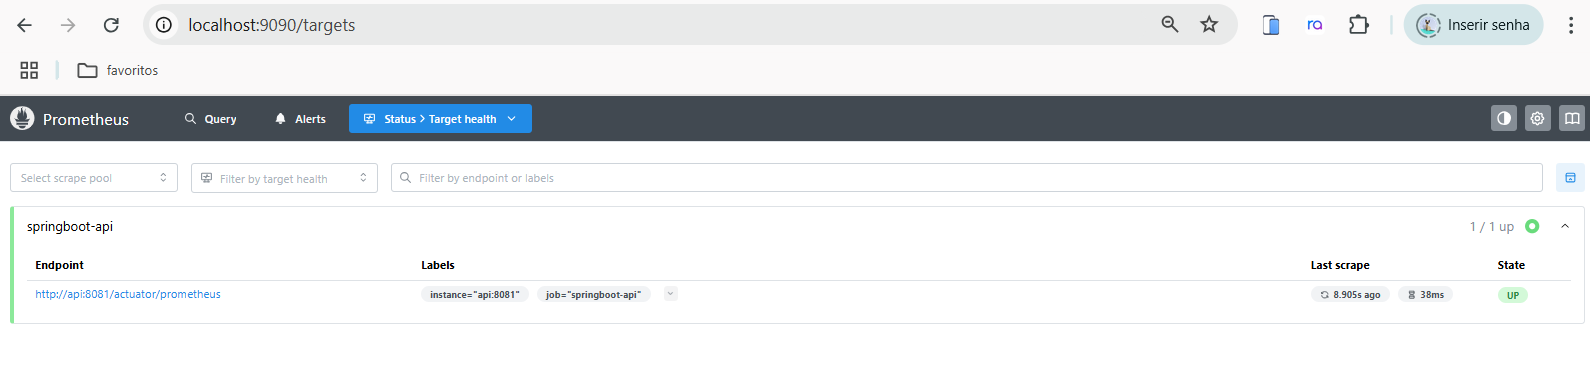 localhost:9090/targets
Inserir senha
favoritos
Prometheus
Query
Alerts
Status > Target health
Select scrape pool
Filter by target health
Filter by endpoint or labels
springboot-api
1 / 1 up
Endpoint Labels Last scrape State
http://api:8081/actuator/prometheus instance="api:8081" job="springboot-api" 8.905s ago 38ms UP